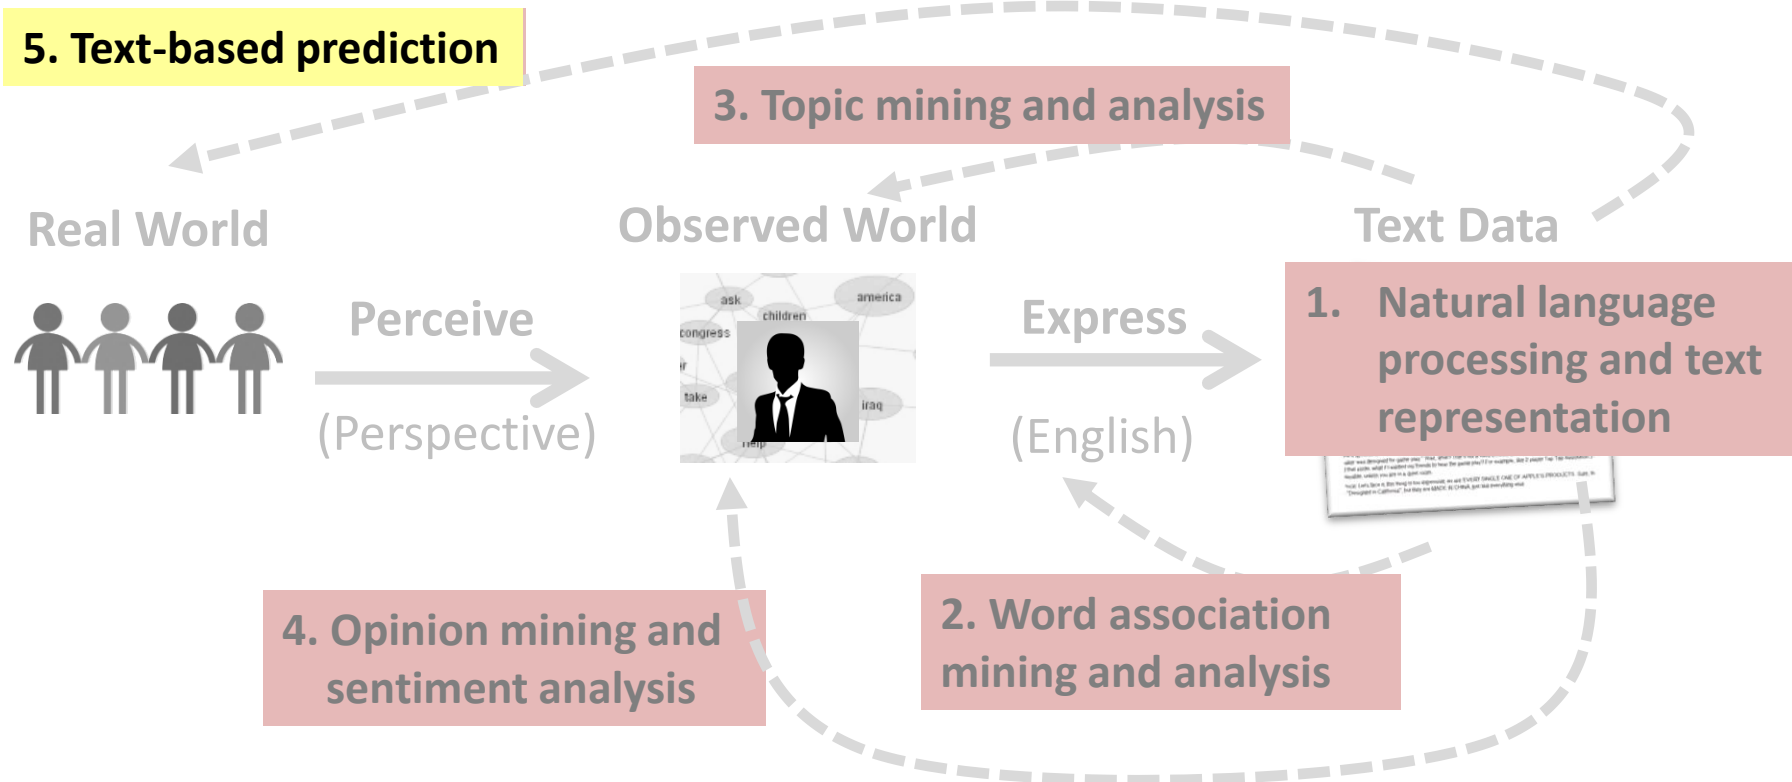 5. Text-based prediction
3. Topic mining and analysis
Real World
Observed World
Text Data
Perceive
(Perspective)
ask
america
children
congress
take
iraq
Express
(English)
1. Natural language
processing and text
representation
4. Opinion mining and
sentiment analysis
2. Word association
mining and analysis